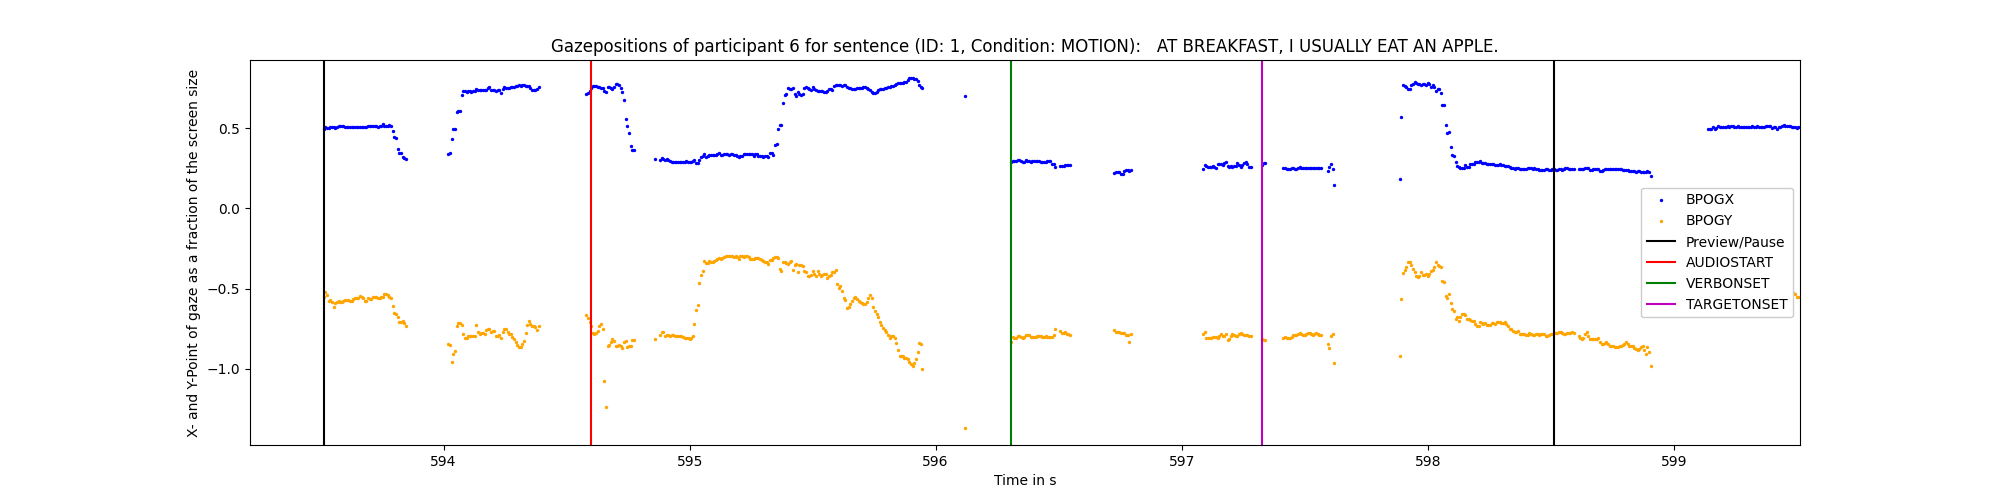 Gazepositions of participant 6 for sentence (ID: 1, Condition: MOTION):   AT BREAKFAST, I USUALLY EAT AN APPLE.
X- and Y-Point of gaze as a fraction of the screen size
0.5
0.0
−0.5
−1.0
BPOGX
BPOGY
Preview/Pause
AUDIOSTART
VERBONSET
TARGETONSET
594
595
596
597
598
599
Time in s